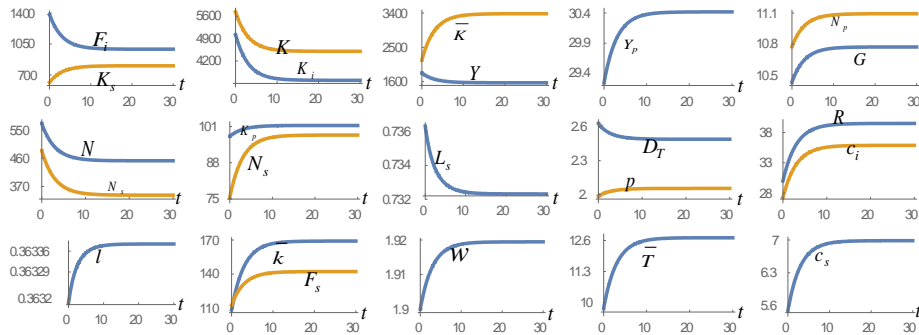 1400 1050 700 F_i K_s 0 10 20 30 t
5600 4900 4200 K K_i 0 10 20 30 t
3400 2500 1600 K̅ Y 0 10 20 30 t
30.4 29.9 29.4 Y_p 0 10 20 30 t
11.1 10.8 10.5 N_p G 0 10 20 30 t
550 460 370 N N_s 0 10 20 30 t
101 88 75 K_p N_s 0 10 20 30 t
0.736 0.734 0.732 L_s 0 10 20 30 t
2.6 2.3 2 D_T p 0 10 20 30 t
38 33 28 R c_i 0 10 20 30 t
0.36336 0.36329 0.3632 l 0 10 20 30 t
170 140 110 k̅ F_s 0 10 20 30 t
1.92 1.91 1.9 W 0 10 20 30 t
12.6 11.3 10 T̅ 0 10 20 30 t
7 6.3 5.6 c_s 0 10 20 30 t